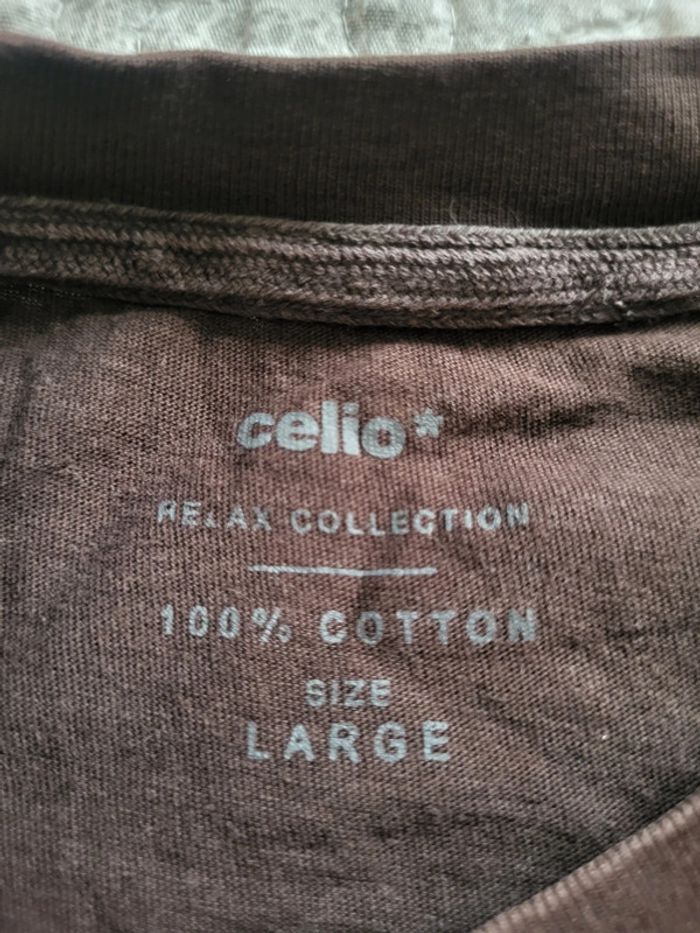 celio*
RELAX COLLECTION
100% COTTON
SIZE
LARGE